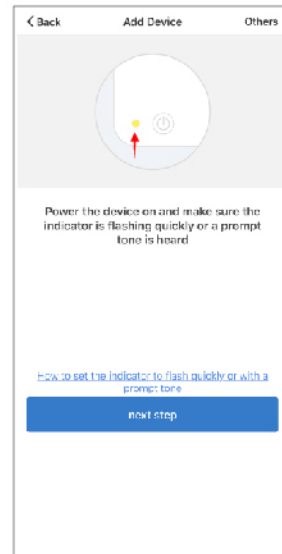 < Back Add Device Others
Power the device on and make sure the
indicator is flashing quickly or a prompt
tone is heard
How to set the indicator to flash quickly or with a
prompt tone
next step